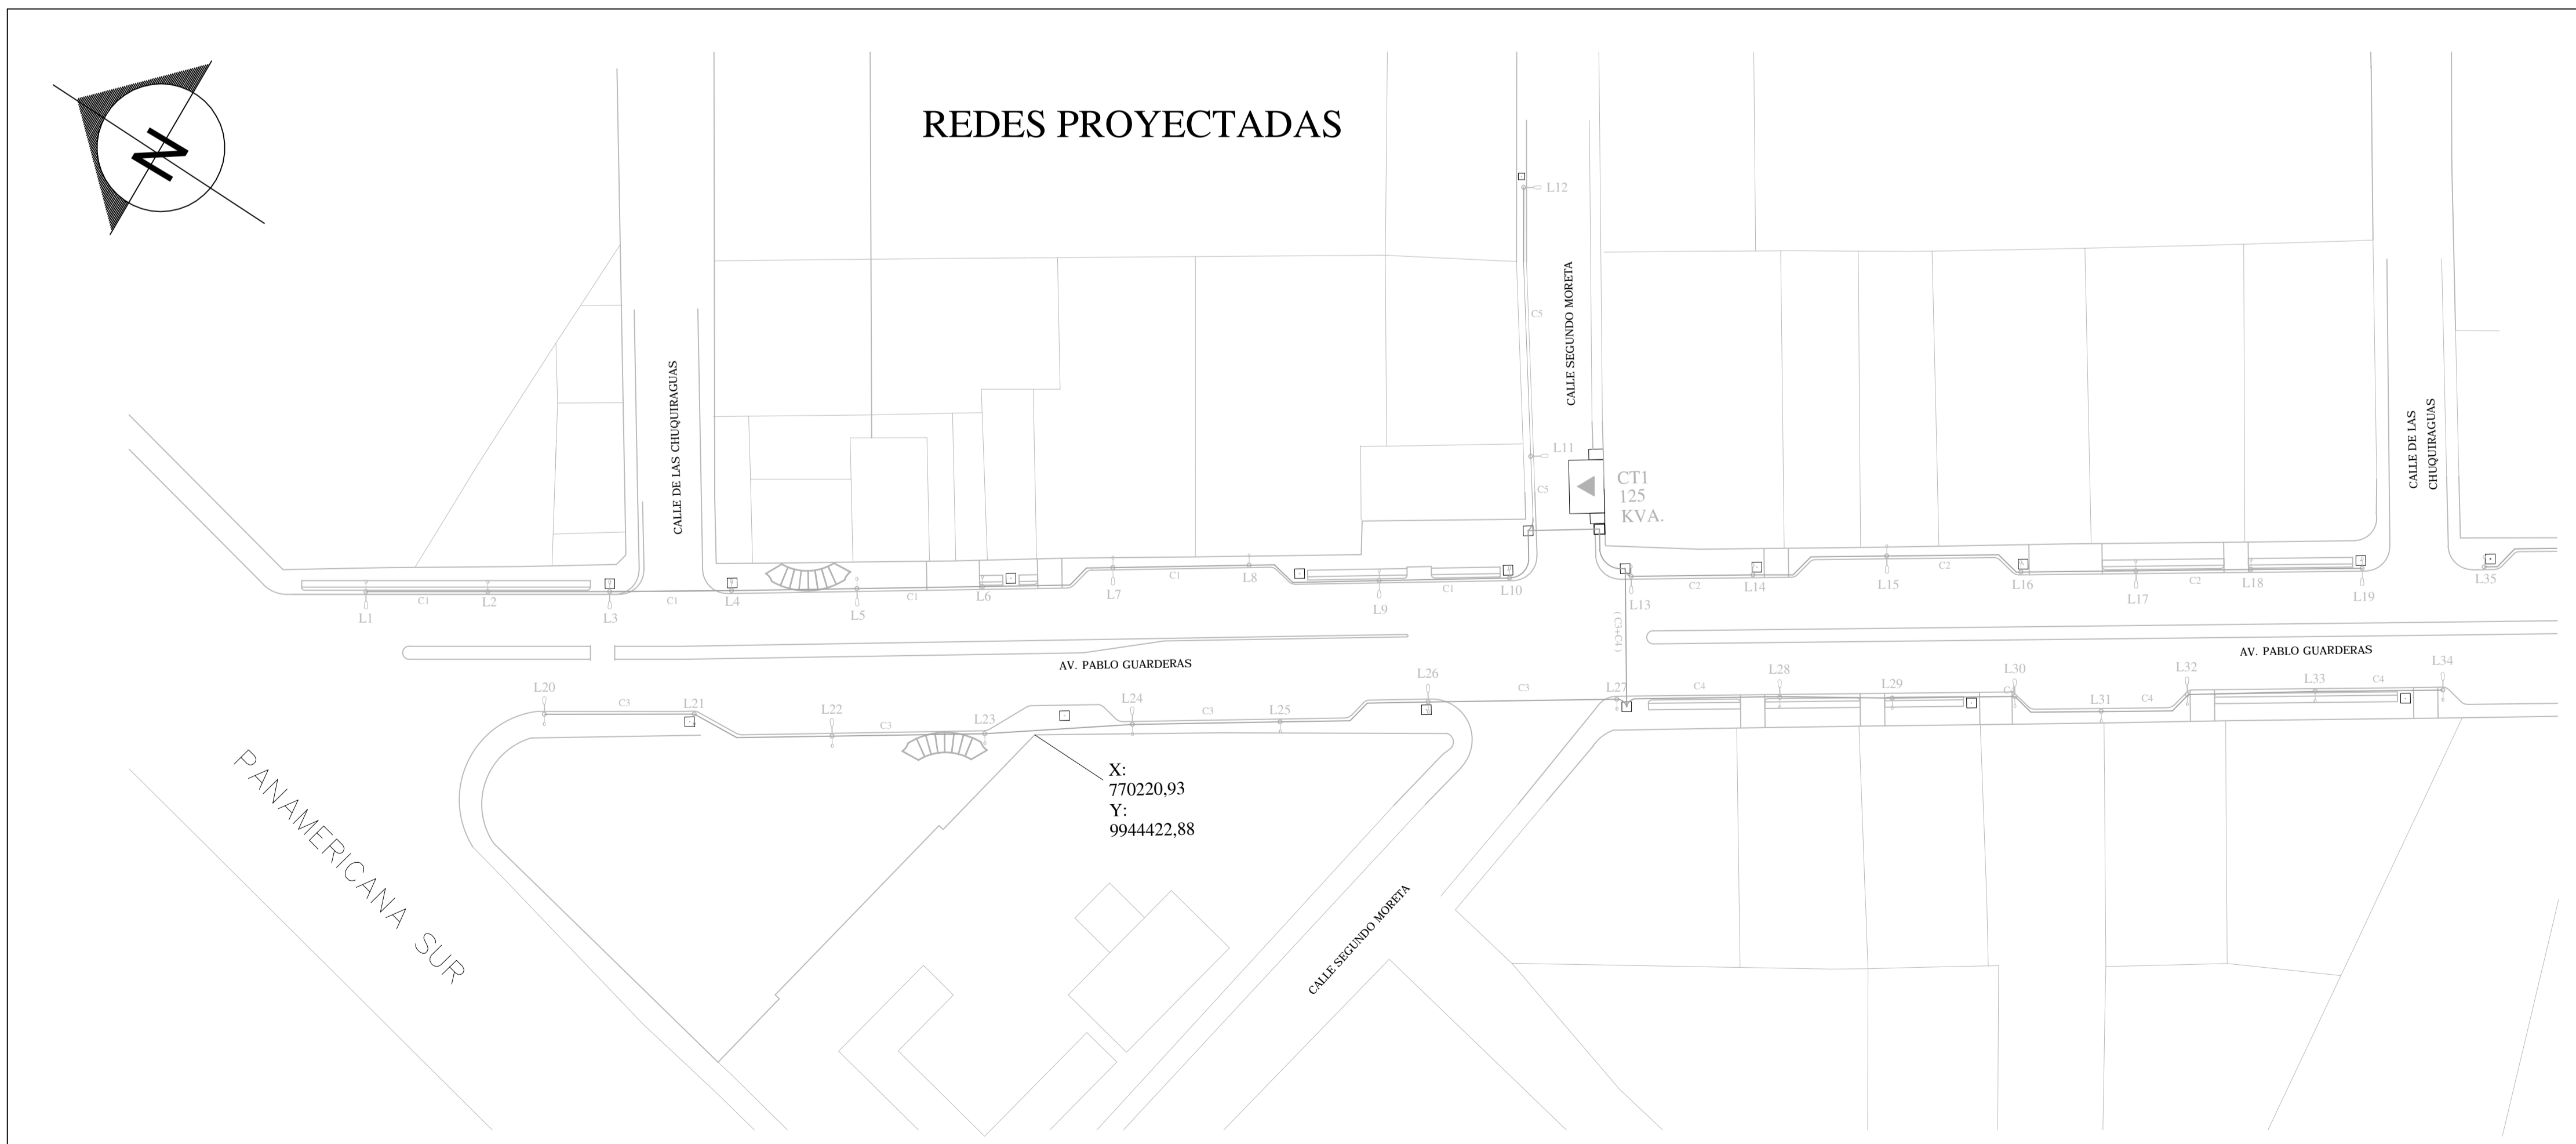 N
REDES PROYECTADAS
L12
C5
CALLE SEGUNDO MORETA
CALLE DE LAS CHUQUIRAGUAS
CALLE DE LAS
CHUQUIRAGUAS
L11
C5
CT1
125
KVA.
L1
C1
L2
L3
C1
L4
L5
C1
L6
L7
C1
L8
L9
C1
L10
L13
C2
L14
L15
C2
L16
L17
C2
L18
L19
L35
(C3+C4)
AV. PABLO GUARDERAS
AV. PABLO GUARDERAS
L20
C3
L21
L22
C3
L23
L24
C3
L25
L26
C3
L27
C4
L28
L29
L30
L31
C4
L32
L33
C4
L34
X:
770220,93
Y:
9944422,88
PANAMERICANA SUR
CALLE SEGUNDO MORETA